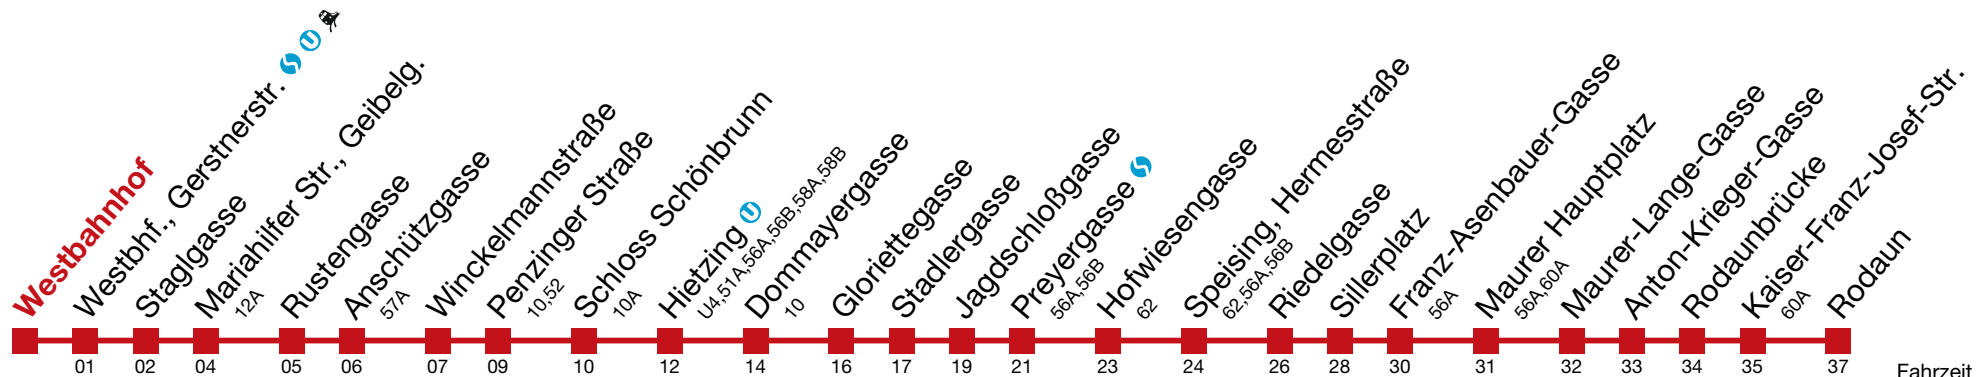 Westbahnhof
Westbhf., Gerstnerstr.
Staglgasse
Mariahilfer Str., Geibelg.
12A
Rustengasse
Anschützgasse
57A
Winckelmannstraße
Penzinger Straße
10,52
Schloss Schönbrunn
10A
Hietzing U
U4,51A,56A,56B,58A,58B
Dommayergasse
10
Gloriettegasse
Stadlergasse
Jagdschloßgasse
Preyergasse
56A,56B
Hofwiesengasse
62
Speising, Hermesstraße
62,56A,56B
Riedelgasse
Sillerplatz
Franz-Asenbauer-Gasse
56A
Maurer Hauptplatz
56A,60A
Maurer-Lange-Gasse
Anton-Krieger-Gasse
Rodaunbrücke
Kaiser-Franz-Josef-Str.
60A
Rodaun
01 02 04 05 06 07 09 10 12 14 16 17 19 21 23 24 26 28 30 31 32 33 34 35 37 Fahrzeit